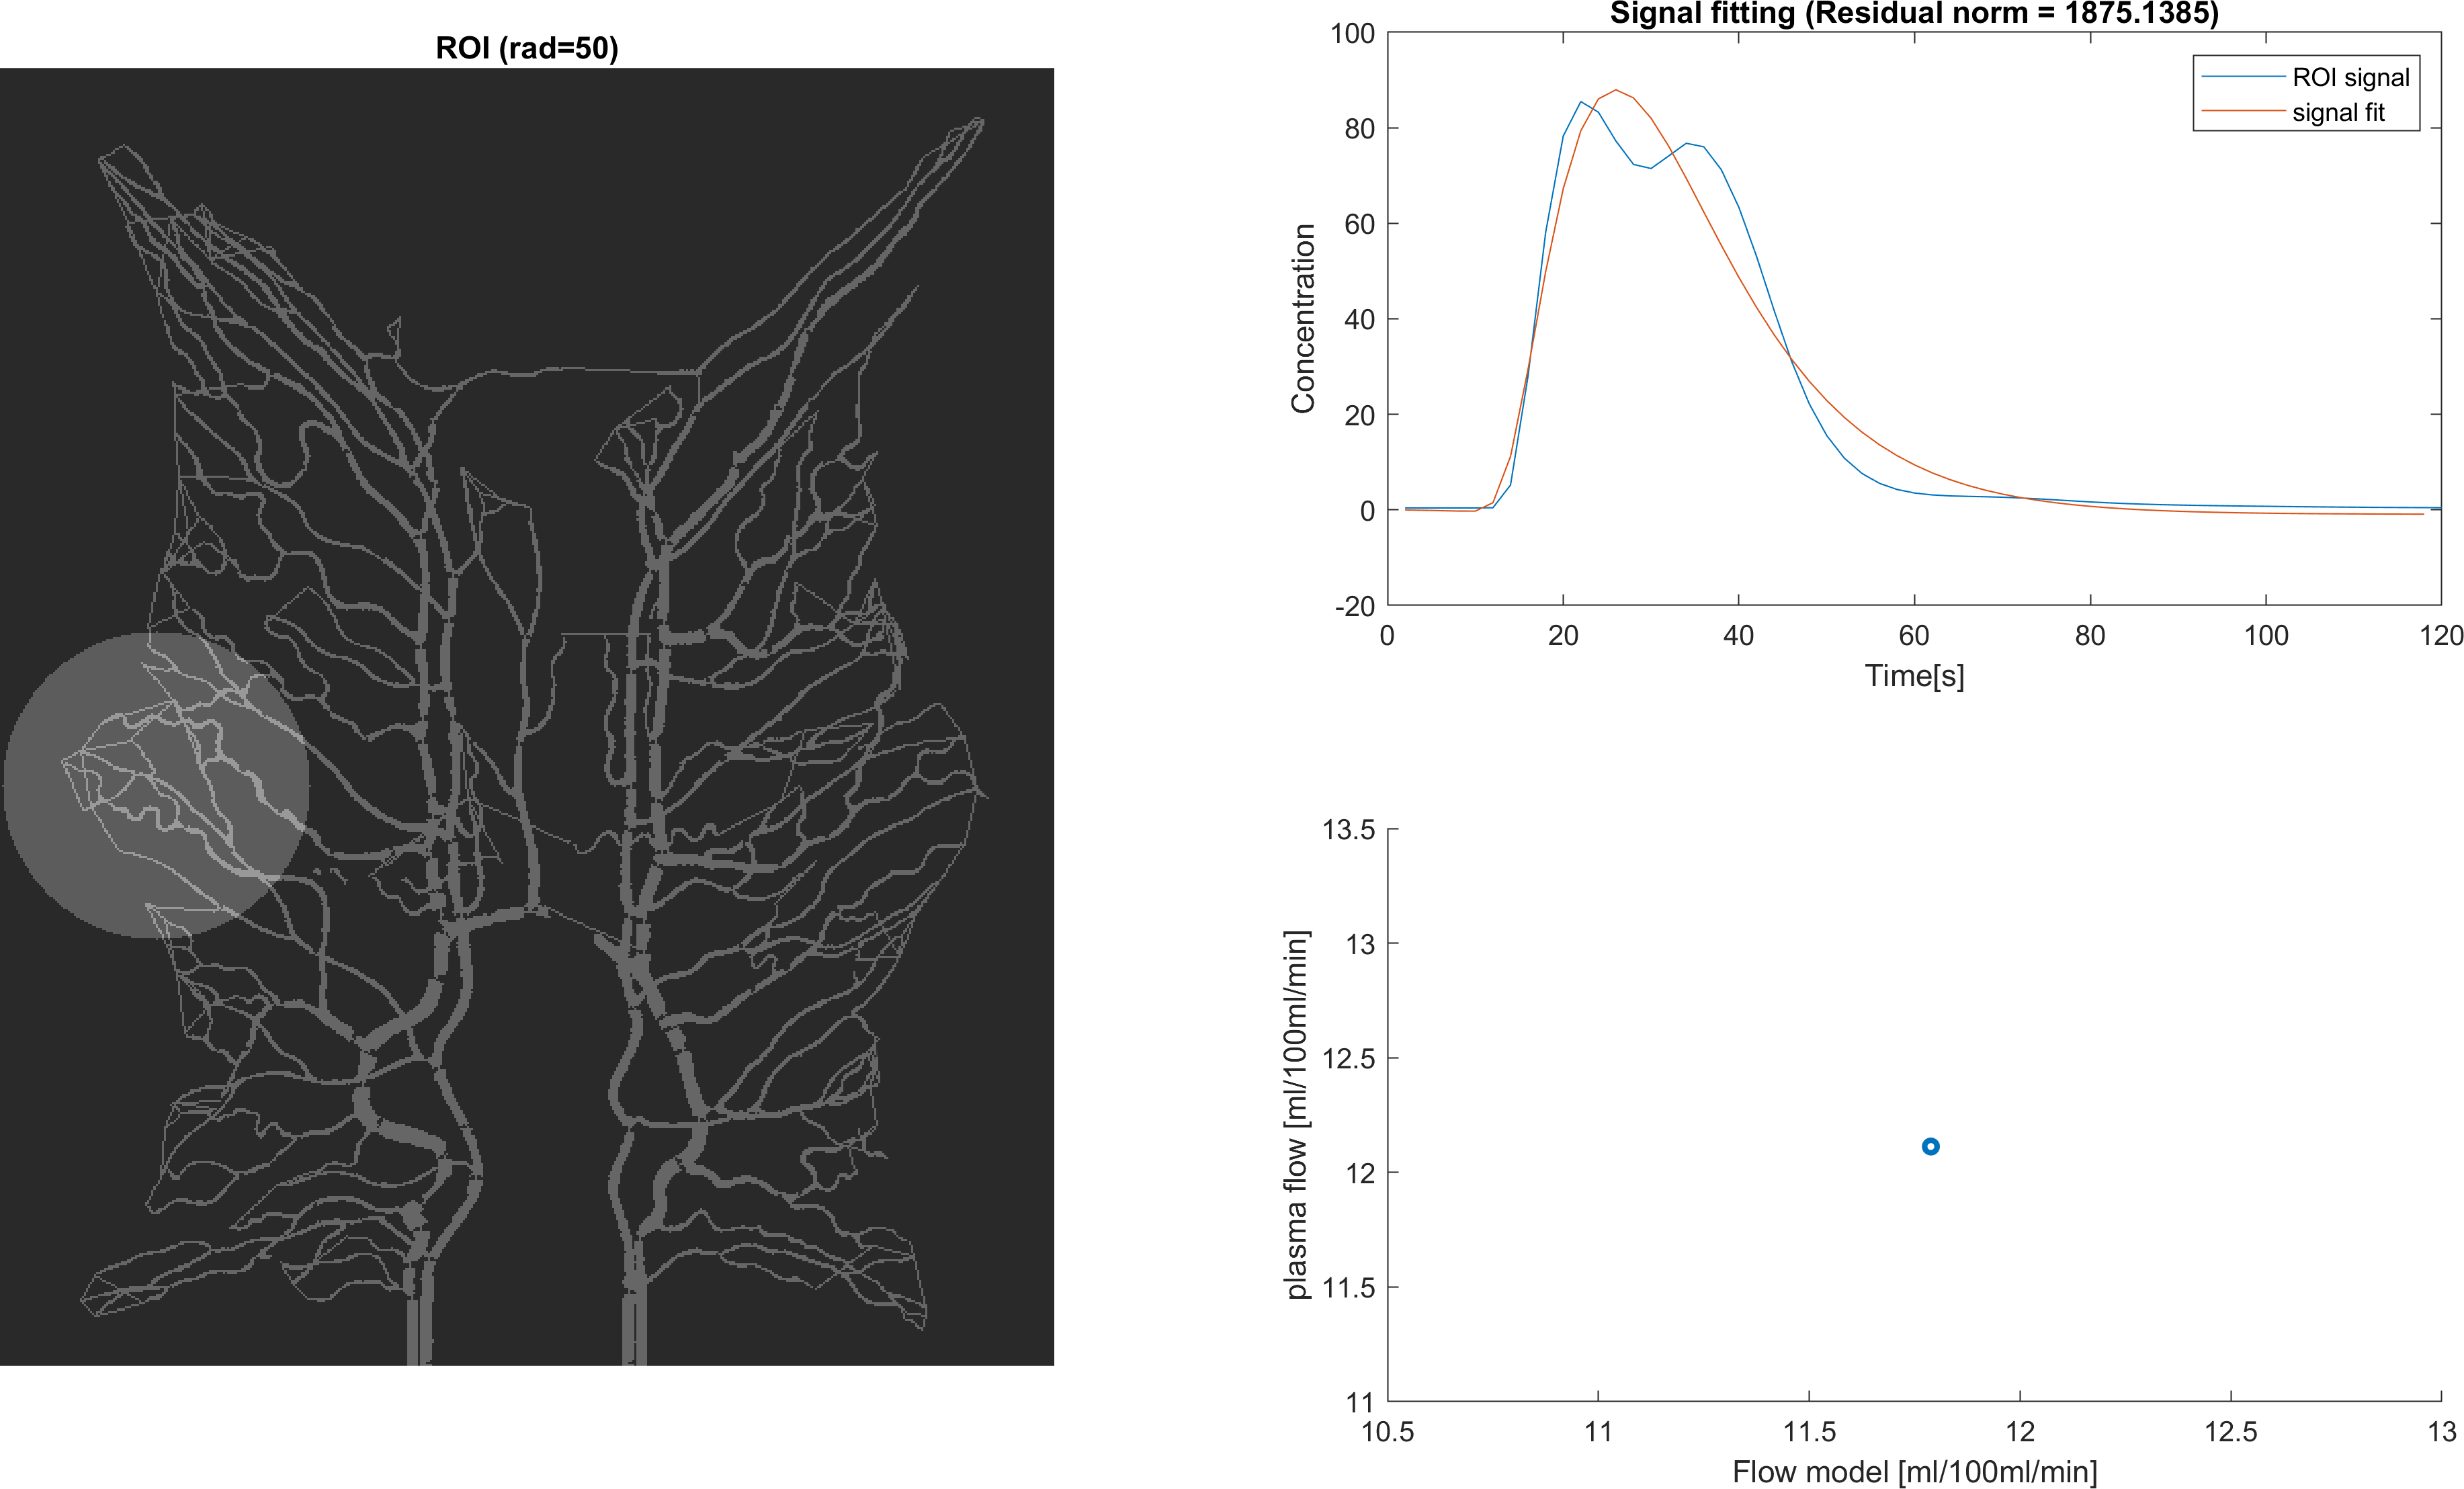 ROI (rad=50)
Signal fitting (Residual norm = 1875.1385)
100
80
60
40
20
0
-20
Concentration
ROI signal
signal fit
0 20 40 60 80 100 120
Time[s]
13.5
13
12.5
12
11.5
11
plasma flow [ml/100ml/min]
10.5 11 11.5 12 12.5 13
Flow model [ml/100ml/min]